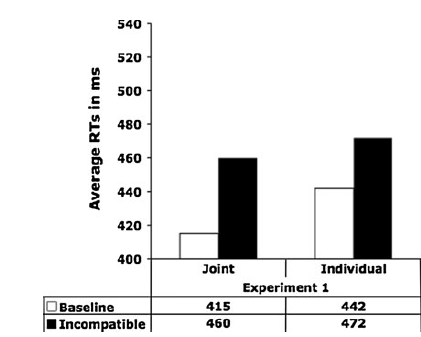 540
520
500
480
460
440
420
400
Average RTs in ms
Joint Individual
Experiment 1
Baseline 415 442
Incompatible 460 472